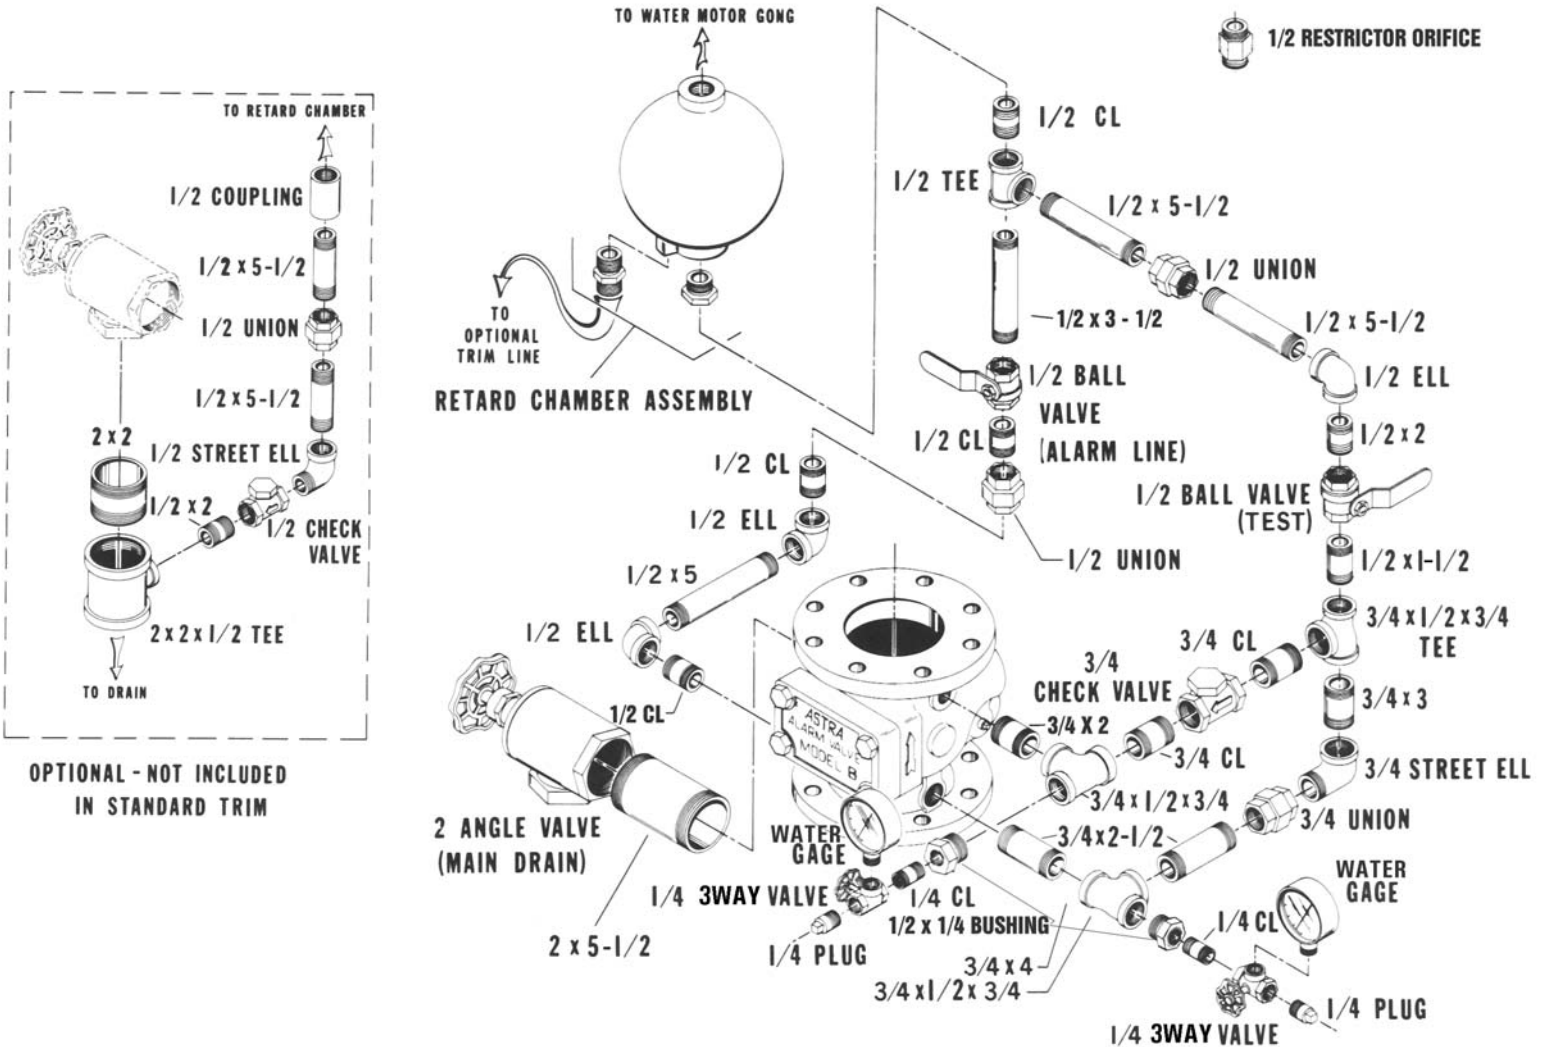 TO WATER MOTOR GONG
1/2 RESTRICTOR ORIFICE
TO RETARD CHAMBER
1/2 COUPLING
1/2 x 5-1/2
1/2 UNION
1/2 x 5-1/2
2 x 2
1/2 STREET ELL
1/2 x 2
1/2 CHECK
VALVE
2 x 2 x 1/2 TEE
TO DRAIN
OPTIONAL - NOT INCLUDED
IN STANDARD TRIM
TO
OPTIONAL
TRIM LINE
RETARD CHAMBER ASSEMBLY
1/2 CL
1/2 TEE
1/2 x 5-1/2
1/2 UNION
1/2 x 3 - 1/2
1/2 x 5-1/2
1/2 BALL
VALVE
(ALARM LINE)
1/2 ELL
1/2 CL
1/2 x 2
1/2 CL
1/2 BALL VALVE
(TEST)
1/2 ELL
1/2 UNION
1/2 x 1-1/2
1/2 x 5
1/2 ELL
3/4 x 1/2 x 3/4
TEE
3/4 CL
3/4
CHECK VALVE
1/2 CL
3/4 x 3
3/4 X 2
ASTRA
ALARM VALVE
MODEL B
3/4 CL
3/4 STREET ELL
3/4 x 1/2 x 3/4
3/4 UNION
2 ANGLE VALVE
(MAIN DRAIN)
WATER
GAGE
3/4 x 2-1/2
WATER
GAGE
1/4 3WAY VALVE
1/4 CL
1/2 x 1/4 BUSHING
1/4 CL
2 x 5-1/2
1/4 PLUG
3/4 x 4
3/4 x 1/2 x 3/4
1/4 PLUG
1/4 3WAY VALVE